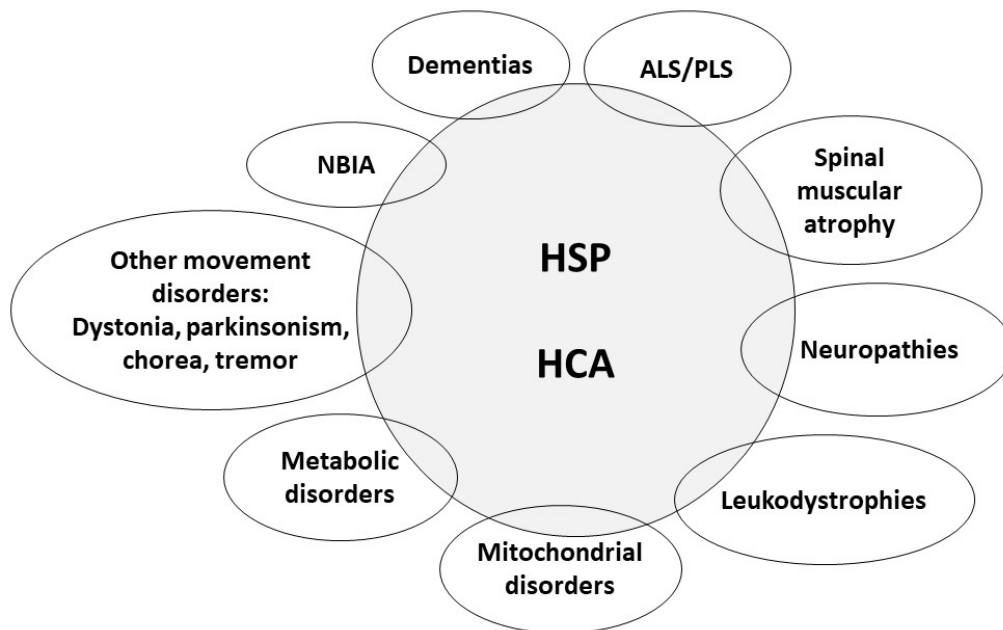 Dementias
ALS/PLS
NBIA
Spinal
muscular
atrophy
Other movement
disorders:
Dystonia, parkinsonism,
chorea, tremor
HSP
HCA
Neuropathies
Metabolic
disorders
Leukodystrophies
Mitochondrial
disorders